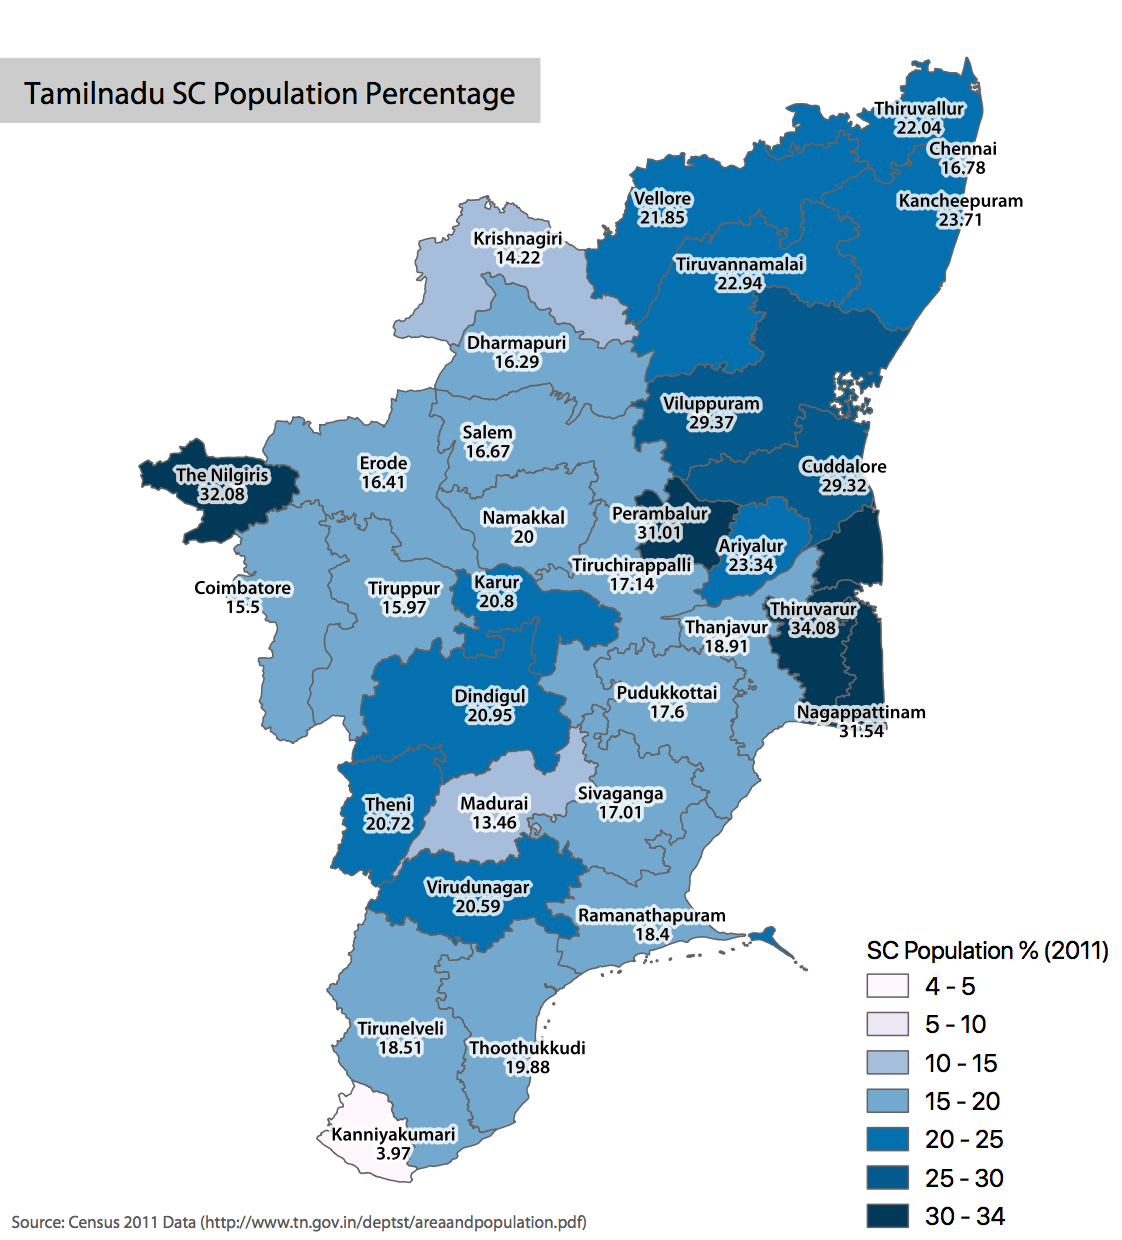 Tamilnadu SC Population Percentage
Thiruvallur
22.04
Chennai
16.78
Kancheepuram
23.71
Vellore
21.85
Krishnagiri
14.22
Tiruvannamalai
22.94
Dharmapuri
16.29
Viluppuram
29.37
Salem
16.67
Erode
16.41
The Nilgiris
32.08
Cuddalore
29.32
Namakkal
20
Perambalur
31.01
Ariyalur
23.34
Tiruchirappalli
17.14
Coimbatore
15.5
Tiruppur
15.97
Karur
20.8
Thiruvarur
34.08
Thanjavur
18.91
Dindigul
20.95
Pudukkottai
17.6
Nagappattinam
31.54
Theni
20.72
Madurai
13.46
Sivaganga
17.01
Virudunagar
20.59
Ramanathapuram
18.4
Tirunelveli
18.51
Thoothukkudi
19.88
Kanniyakumari
3.97
SC Population % (2011)
4 - 5
5 - 10
10 - 15
15 - 20
20 - 25
25 - 30
30 - 34
Source: Census 2011 Data (http://www.tn.gov.in/deptst/areaandpopulation.pdf)